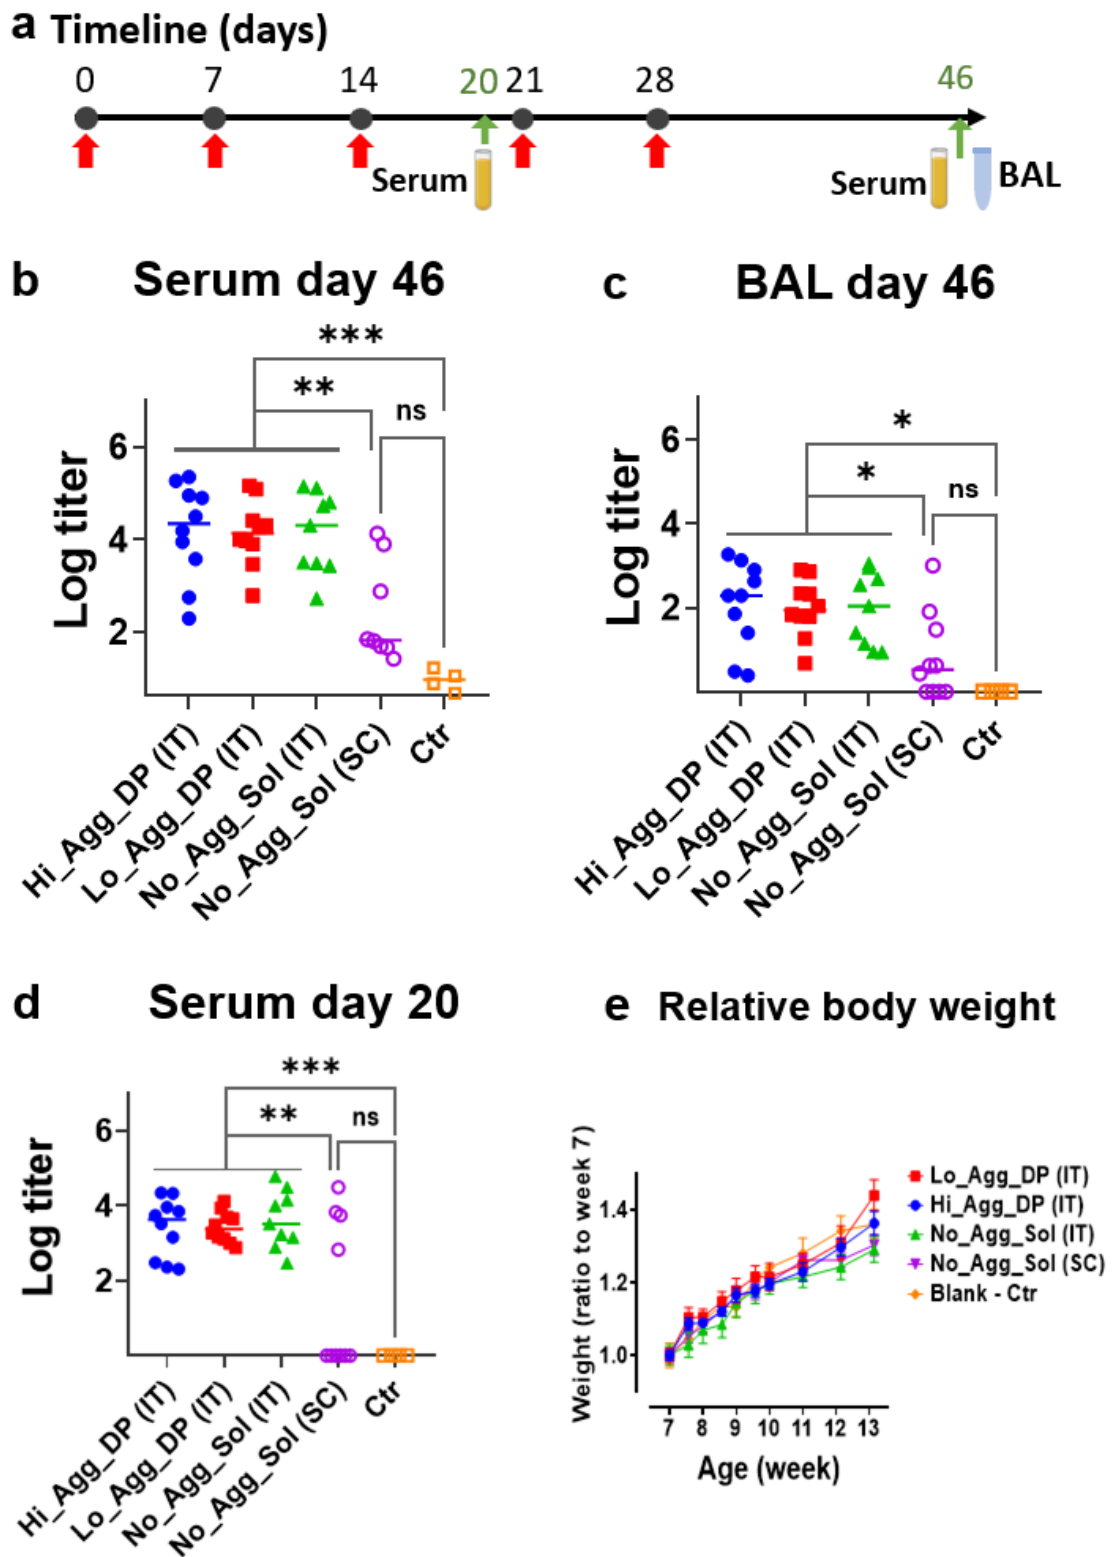 a Timeline (days)
0 7 14 20 21 28 46
Serum
Serum
BAL
b Serum day 46
***
**
ns
6
4
2
Log titer
Hi_Agg_DP (IT)
Lo_Agg_DP (IT)
No_Agg_Sol (IT)
No_Agg_Sol (SC)
Ctr
c BAL day 46
*
*
ns
6
4
2
Log titer
Hi_Agg_DP (IT)
Lo_Agg_DP (IT)
No_Agg_Sol (IT)
No_Agg_Sol (SC)
Ctr
d Serum day 20
***
**
ns
6
4
2
Log titer
Hi_Agg_DP (IT)
Lo_Agg_DP (IT)
No_Agg_Sol (IT)
No_Agg_Sol (SC)
Ctr
e Relative body weight
Weight (ratio to week 7)
1.4
1.2
1.0
7 8 9 10 11 12 13
Age (week)
Lo_Agg_DP (IT)
Hi_Agg_DP (IT)
No_Agg_Sol (IT)
No_Agg_Sol (SC)
Blank - Ctr